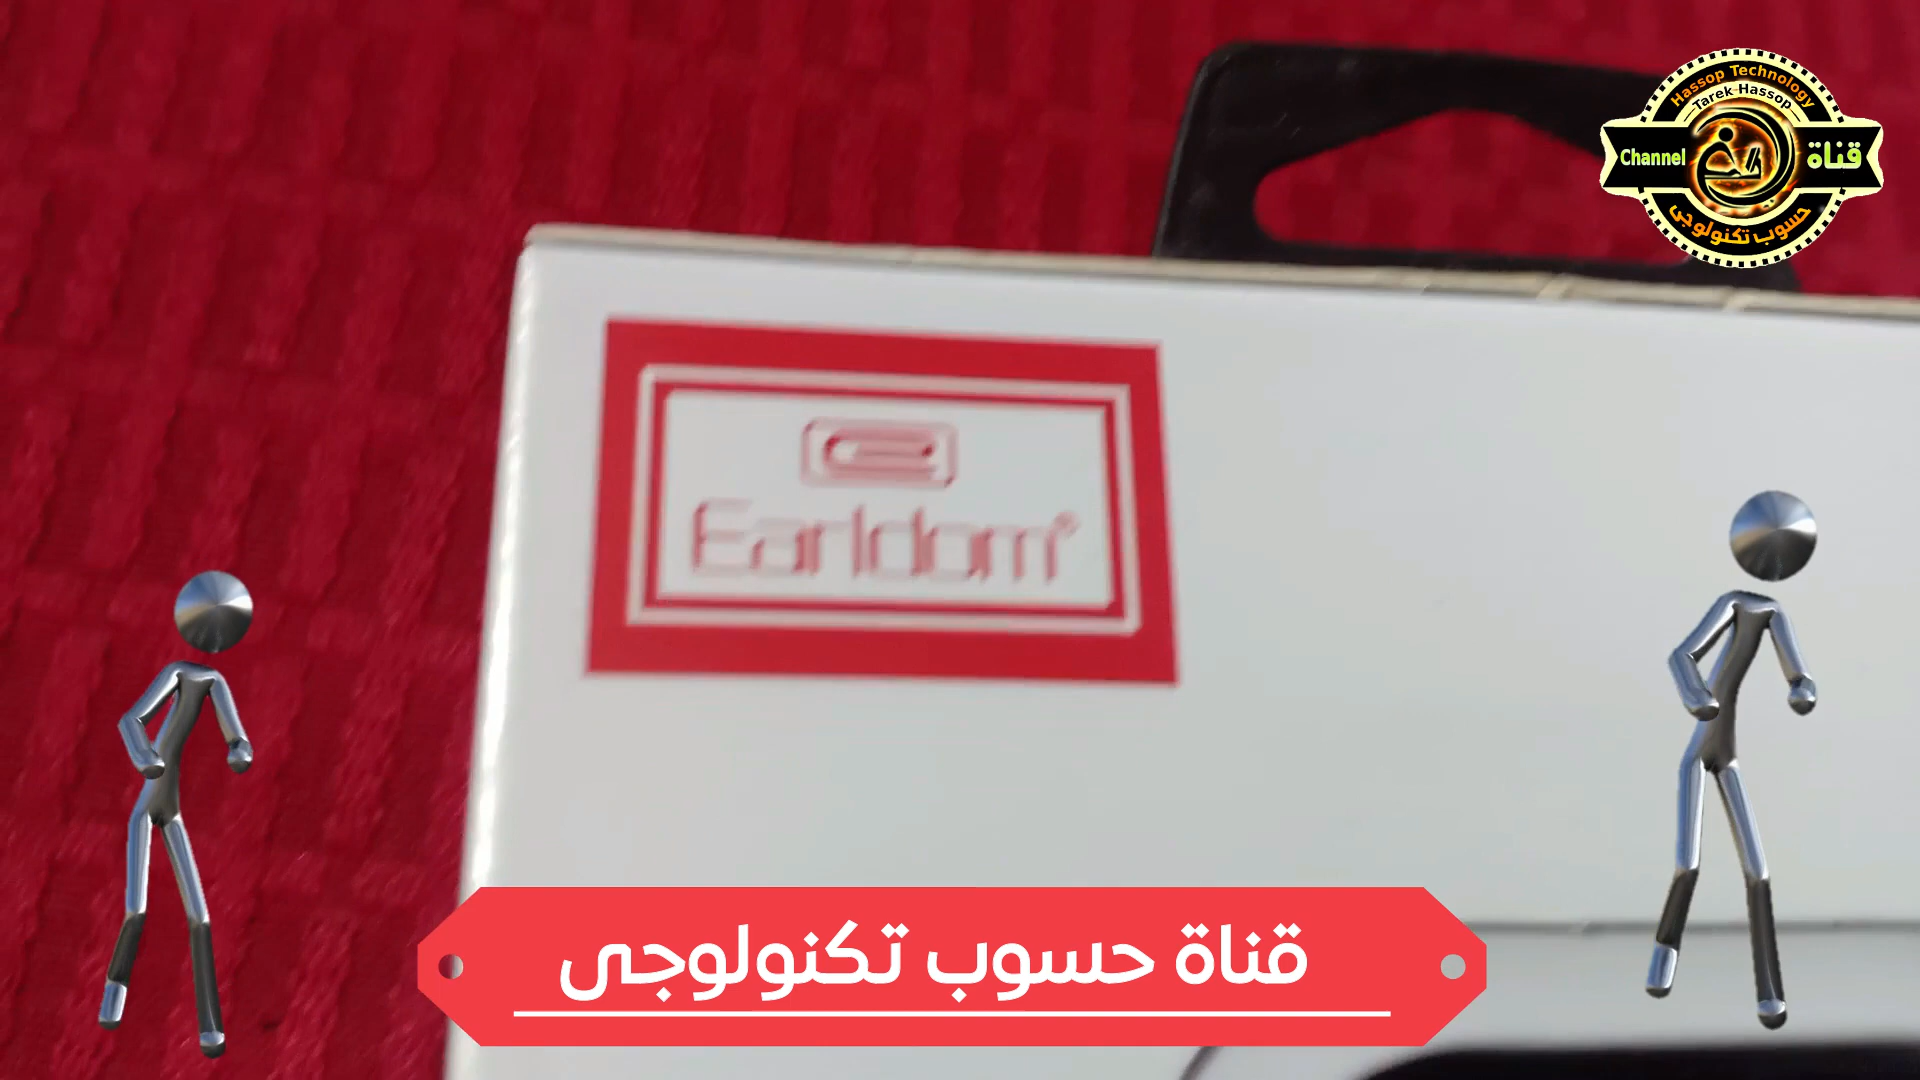 Hassop Technology
Tarek Hassop
Channel
قناة
حسوب تكنولوجى
Earldom
قناة حسوب تكنولوجى